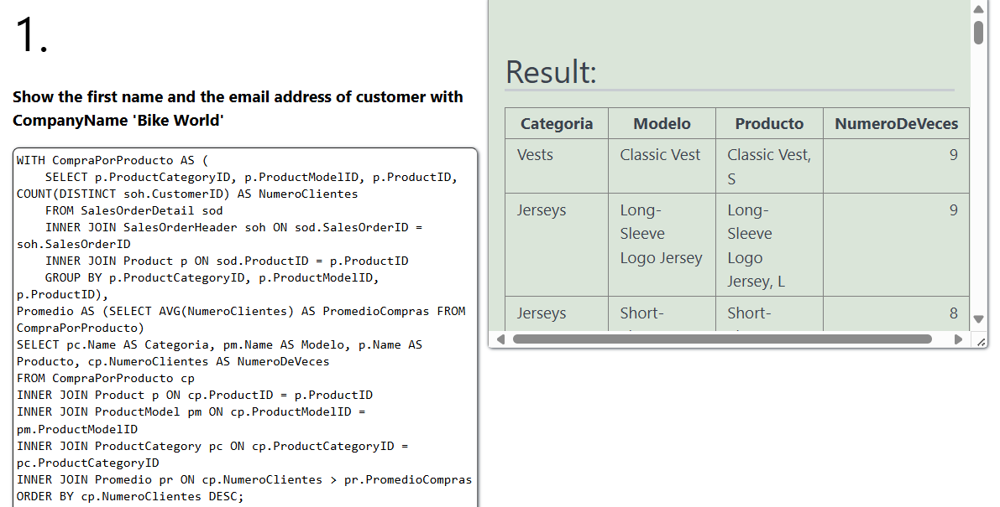 1.
Show the first name and the email address of customer with
CompanyName 'Bike World'
WITH CompraPorProducto AS (
    SELECT p.ProductCategoryID, p.ProductModelID, p.ProductID,
COUNT(DISTINCT soh.CustomerID) AS NumeroClientes
    FROM SalesOrderDetail sod
    INNER JOIN SalesOrderHeader soh ON sod.SalesOrderID =
soh.SalesOrderID
    INNER JOIN Product p ON sod.ProductID = p.ProductID
    GROUP BY p.ProductCategoryID, p.ProductModelID,
p.ProductID),
Promedio AS (SELECT AVG(NumeroClientes) AS PromedioCompras FROM
CompraPorProducto)
SELECT pc.Name AS Categoria, pm.Name AS Modelo, p.Name AS
Producto, cp.NumeroClientes AS NumeroDeVeces
FROM CompraPorProducto cp
INNER JOIN Product p ON cp.ProductID = p.ProductID
INNER JOIN ProductModel pm ON cp.ProductModelID =
pm.ProductModelID
INNER JOIN ProductCategory pc ON cp.ProductCategoryID =
pc.ProductCategoryID
INNER JOIN Promedio pr ON cp.NumeroClientes > pr.PromedioCompras
ORDER BY cp.NumeroClientes DESC;
Result:
Categoria Modelo Producto NumeroDeVeces
Vests Classic Vest Classic Vest, 9
S
Jerseys Long- Long- 9
Sleeve Sleeve
Logo Jersey Logo
Jersey, L
Jerseys Short- Short- 8